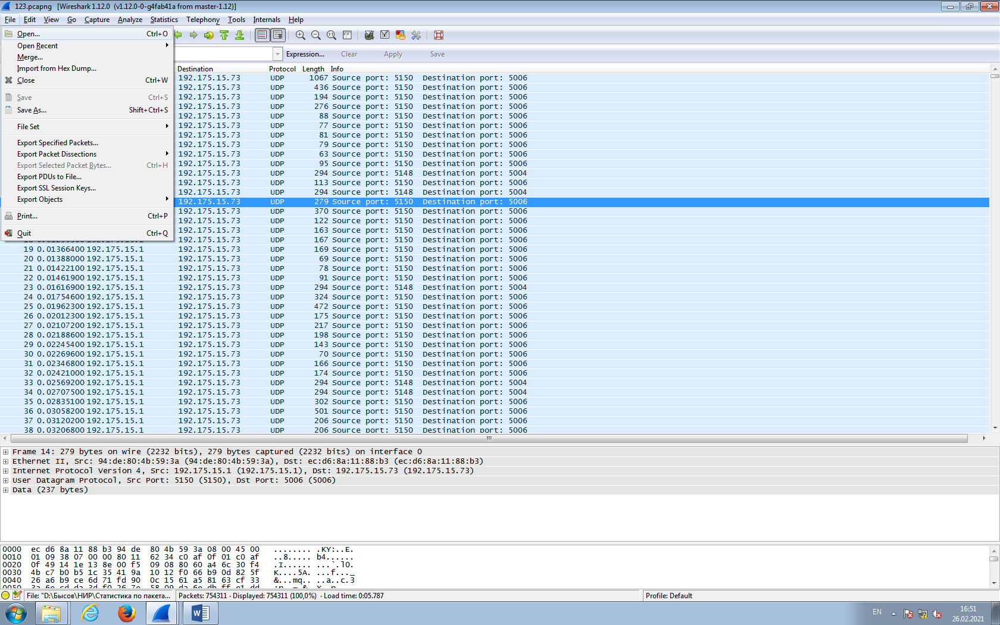 123.pcapng [Wireshark 1.12.0 (v1.12.0-0-g4fab41a from master-1.12)]
File Edit View Go Capture Analyze Statistics Telephony Tools Internals Help
Open... Ctrl+O
Open Recent
Merge...
Import from Hex Dump...
Close Ctrl+W
Save Ctrl+S
Save As... Shift+Ctrl+S
File Set
Export Specified Packets...
Export Packet Dissections
Export Selected Packet Bytes... Ctrl+H
Export PDUs to File...
Export SSL Session Keys...
Export Objects
Print... Ctrl+P
Quit Ctrl+Q
Expression... Clear Apply Save
Destination Protocol Length Info
192.175.15.73 UDP 1067 Source port: 5150 Destination port: 5006
192.175.15.73 UDP 436 Source port: 5150 Destination port: 5006
192.175.15.73 UDP 194 Source port: 5150 Destination port: 5006
192.175.15.73 UDP 276 Source port: 5150 Destination port: 5006
192.175.15.73 UDP 88 Source port: 5150 Destination port: 5006
192.175.15.73 UDP 77 Source port: 5150 Destination port: 5006
192.175.15.73 UDP 81 Source port: 5150 Destination port: 5006
192.175.15.73 UDP 79 Source port: 5150 Destination port: 5006
192.175.15.73 UDP 63 Source port: 5150 Destination port: 5006
192.175.15.73 UDP 95 Source port: 5150 Destination port: 5006
192.175.15.73 UDP 294 Source port: 5148 Destination port: 5004
192.175.15.73 UDP 113 Source port: 5150 Destination port: 5006
192.175.15.73 UDP 294 Source port: 5148 Destination port: 5004
192.175.15.73 UDP 279 Source port: 5150 Destination port: 5006
192.175.15.73 UDP 370 Source port: 5150 Destination port: 5006
192.175.15.73 UDP 122 Source port: 5150 Destination port: 5006
192.175.15.73 UDP 163 Source port: 5150 Destination port: 5006
192.175.15.73 UDP 167 Source port: 5150 Destination port: 5006
19 0.01366400 192.175.15.1 192.175.15.73 UDP 169 Source port: 5150 Destination port: 5006
20 0.01388000 192.175.15.1 192.175.15.73 UDP 69 Source port: 5150 Destination port: 5006
21 0.01422100 192.175.15.1 192.175.15.73 UDP 78 Source port: 5150 Destination port: 5006
22 0.01461900 192.175.15.1 192.175.15.73 UDP 91 Source port: 5150 Destination port: 5006
23 0.01616900 192.175.15.1 192.175.15.73 UDP 294 Source port: 5148 Destination port: 5004
24 0.01754600 192.175.15.1 192.175.15.73 UDP 324 Source port: 5150 Destination port: 5006
25 0.01962300 192.175.15.1 192.175.15.73 UDP 472 Source port: 5150 Destination port: 5006
26 0.02012300 192.175.15.1 192.175.15.73 UDP 175 Source port: 5150 Destination port: 5006
27 0.02107200 192.175.15.1 192.175.15.73 UDP 217 Source port: 5150 Destination port: 5006
28 0.02188600 192.175.15.1 192.175.15.73 UDP 198 Source port: 5150 Destination port: 5006
29 0.02245400 192.175.15.1 192.175.15.73 UDP 143 Source port: 5150 Destination port: 5006
30 0.02269600 192.175.15.1 192.175.15.73 UDP 70 Source port: 5150 Destination port: 5006
31 0.02346800 192.175.15.1 192.175.15.73 UDP 166 Source port: 5150 Destination port: 5006
32 0.02421000 192.175.15.1 192.175.15.73 UDP 174 Source port: 5150 Destination port: 5006
33 0.02569200 192.175.15.1 192.175.15.73 UDP 294 Source port: 5148 Destination port: 5004
34 0.02707500 192.175.15.1 192.175.15.73 UDP 294 Source port: 5148 Destination port: 5004
35 0.02835100 192.175.15.1 192.175.15.73 UDP 302 Source port: 5150 Destination port: 5006
36 0.03058200 192.175.15.1 192.175.15.73 UDP 501 Source port: 5150 Destination port: 5006
37 0.03120200 192.175.15.1 192.175.15.73 UDP 206 Source port: 5150 Destination port: 5006
38 0.03206800 192.175.15.1 192.175.15.73 UDP 206 Source port: 5150 Destination port: 5006
Frame 14: 279 bytes on wire (2232 bits), 279 bytes captured (2232 bits) on interface 0
Ethernet II, Src: 94:de:80:4b:59:3a (94:de:80:4b:59:3a), Dst: ec:d6:8a:11:88:b3 (ec:d6:8a:11:88:b3)
Internet Protocol Version 4, Src: 192.175.15.1 (192.175.15.1), Dst: 192.175.15.73 (192.175.15.73)
User Datagram Protocol, Src Port: 5150 (5150), Dst Port: 5006 (5006)
Data (237 bytes)
0000 ec d6 8a 11 88 b3 94 de 80 4b 59 3a 08 00 45 00 ........ .KY:..E.
0010 01 09 38 07 00 00 80 11 62 34 c0 af 0f 01 c0 af ..8..... b4......
0020 0f 49 14 1e 13 8e 00 f5 09 08 80 60 a4 6c 30 f4 .I...... ...`.l0.
0030 4b c7 b0 b5 1c 35 41 9a 10 12 f0 66 b9 0d 82 5f K....5A. ...f..._
0040 26 a6 b9 ce 6d 71 fd 90 0c 15 61 a5 81 63 cf 33 &...mq.. ..a..c.3
File: "D:\Бысов\НИР\Статистика по пакета... Packets: 754311 · Displayed: 754311 (100,0%) · Load time: 0:05.787 Profile: Default
EN 16:51
26.02.2021